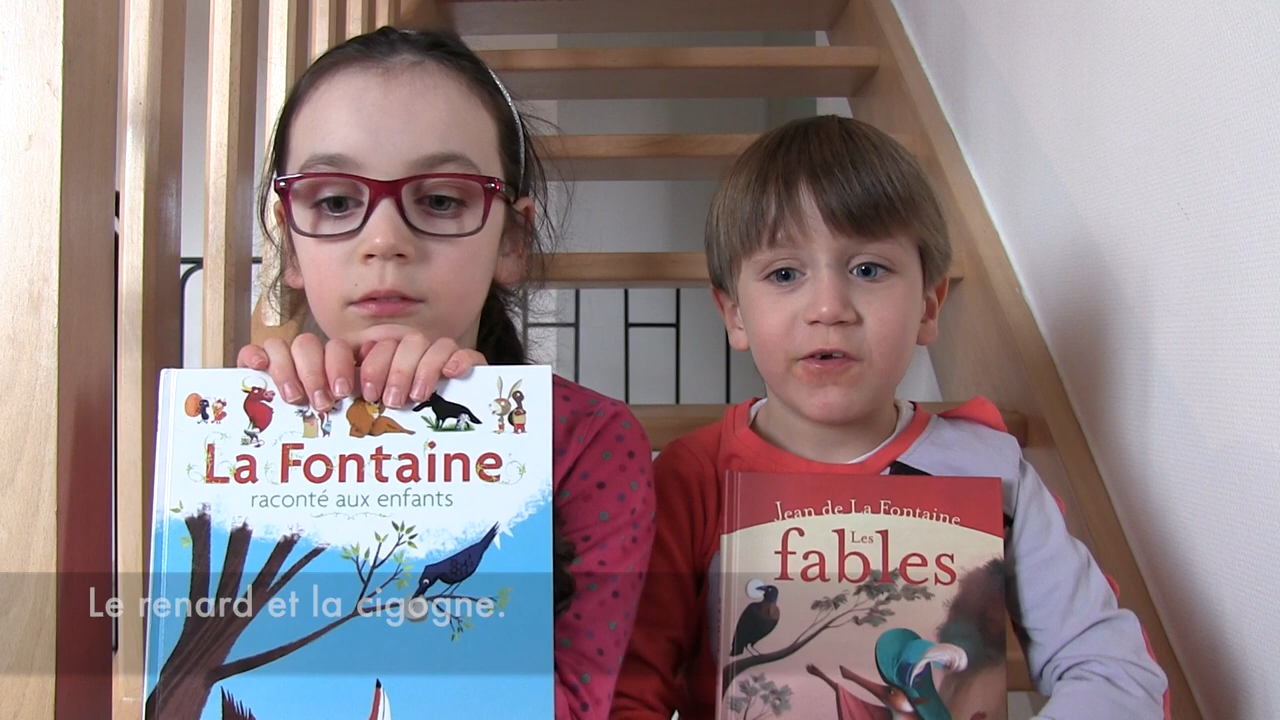 La Fontaine
raconté aux enfants
Jean de La Fontaine
Les
fables
Le renard et la cigogne.